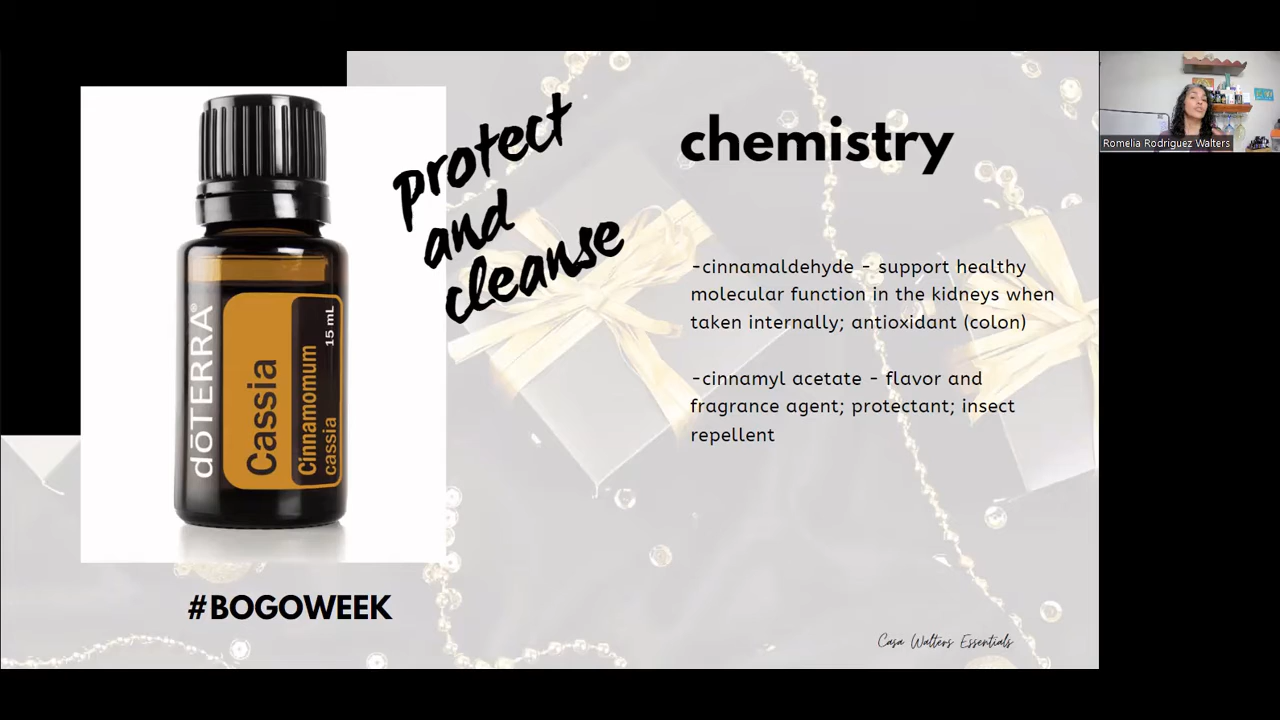 protect
and
cleanse
chemistry
-cinnamaldehyde - support healthy
molecular function in the kidneys when
taken internally; antioxidant (colon)
-cinnamyl acetate - flavor and
fragrance agent; protectant; insect
repellent
dōTERRA®
Cassia
Cinnamomum
cassia
15 mL
#BOGOWEEK
Casa Walters Essentials
Romelia Rodriguez Walters